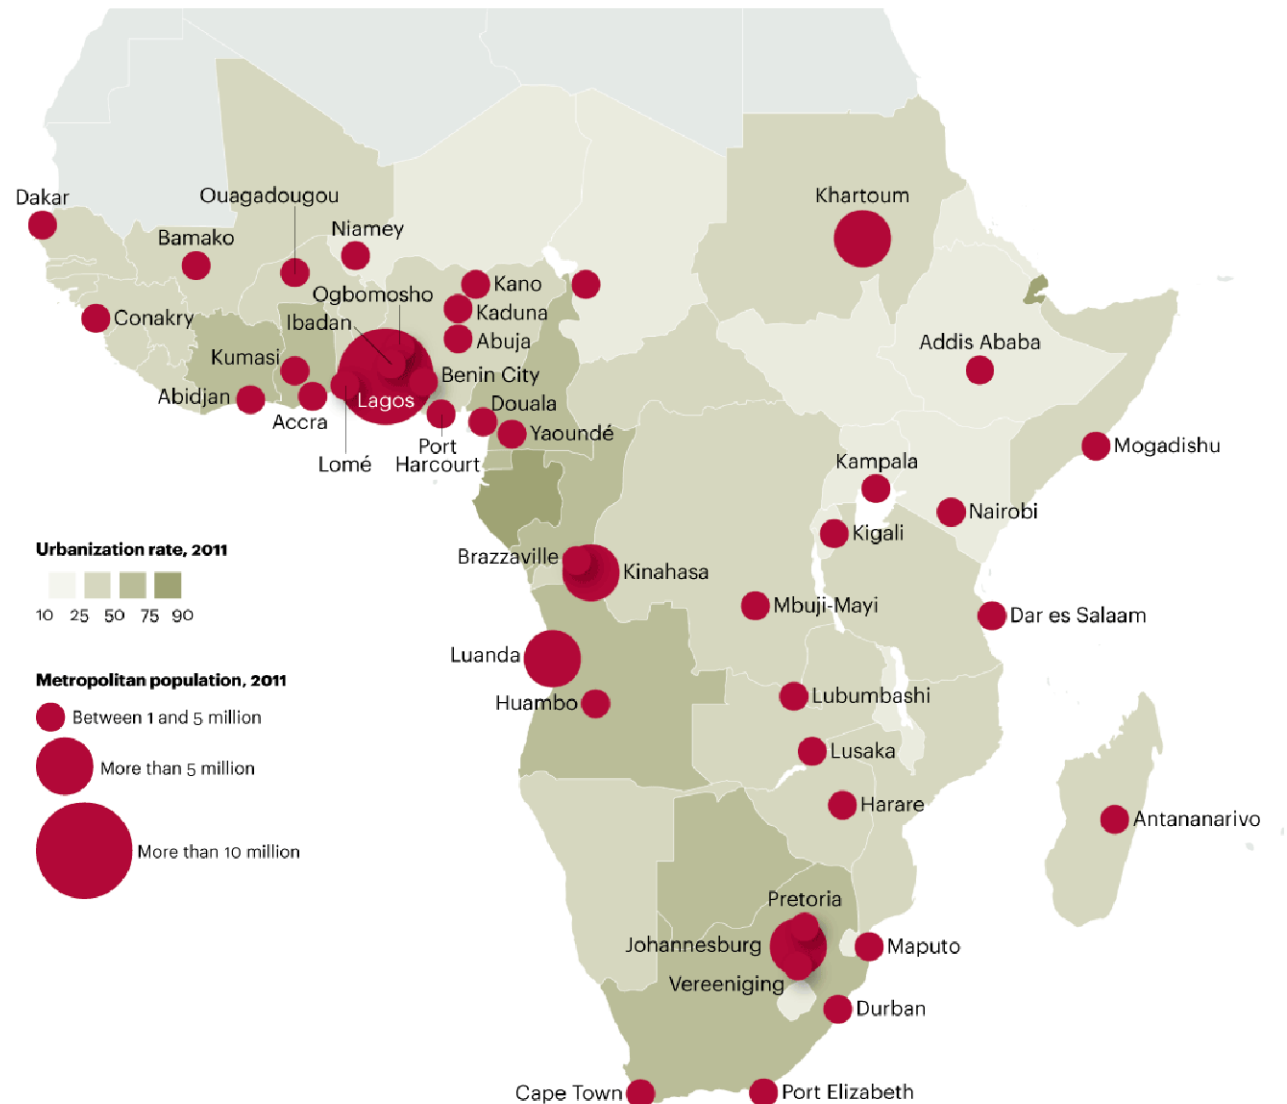 Dakar
Ouagadougou
Bamako
Niamey
Khartoum
Conakry
Ogbomosho
Ibadan
Kano
Kaduna
Abuja
Kumasi
Abidjan
Accra
Lagos
Benin City
Douala
Yaoundé
Lomé
Port
Harcourt
Addis Ababa
Mogadishu
Kampala
Nairobi
Kigali
Brazzaville
Kinahasa
Mbuji-Mayi
Dar es Salaam
Luanda
Huambo
Lubumbashi
Lusaka
Harare
Antananarivo
Pretoria
Johannesburg
Vereeniging
Maputo
Durban
Cape Town
Port Elizabeth
Urbanization rate, 2011
10 25 50 75 90
Metropolitan population, 2011
Between 1 and 5 million
More than 5 million
More than 10 million